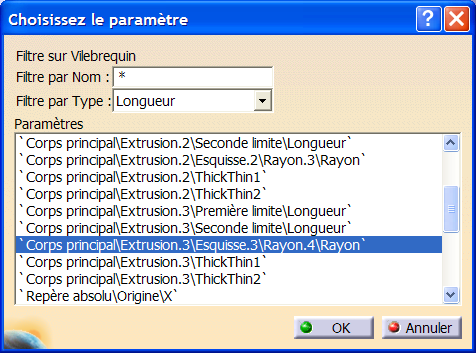 Choisissez le paramètre
Filtre sur Vilebrequin
Filtre par Nom : *
Filtre par Type : Longueur
Paramètres
`Corps principal\Extrusion.2\Seconde limite\Longueur`
`Corps principal\Extrusion.2\Esquisse.2\Rayon.3\Rayon`
`Corps principal\Extrusion.2\ThickThin1`
`Corps principal\Extrusion.2\ThickThin2`
`Corps principal\Extrusion.3\Première limite\Longueur`
`Corps principal\Extrusion.3\Seconde limite\Longueur`
`Corps principal\Extrusion.3\Esquisse.3\Rayon.4\Rayon`
`Corps principal\Extrusion.3\ThickThin1`
`Corps principal\Extrusion.3\ThickThin2`
`Repère absolu\Origine\X`
OK Annuler